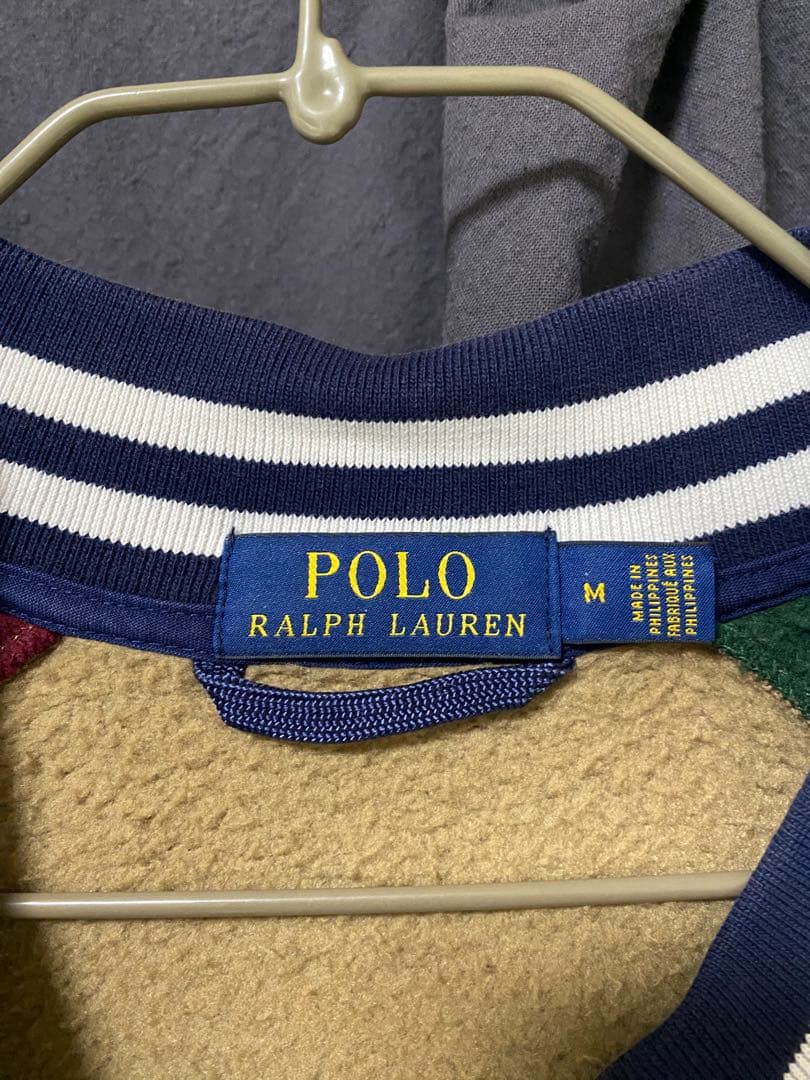 POLO
RALPH LAUREN
M
MADE IN
PHILIPPINES
FABRIQUÉ AUX
PHILIPPINES